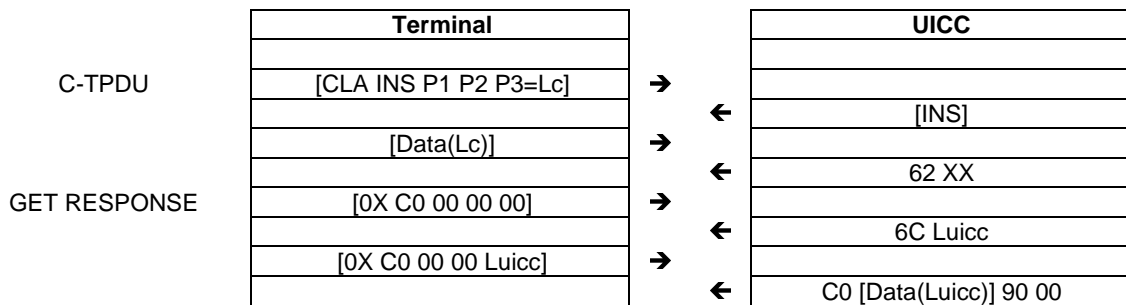 Terminal UICC
C-TPDU [CLA INS P1 P2 P3=Lc] →
← [INS]
[Data(Lc)] →
← 62 XX
GET RESPONSE [0X C0 00 00 00] →
← 6C Luicc
[0X C0 00 00 Luicc] →
← C0 [Data(Luicc)] 90 00